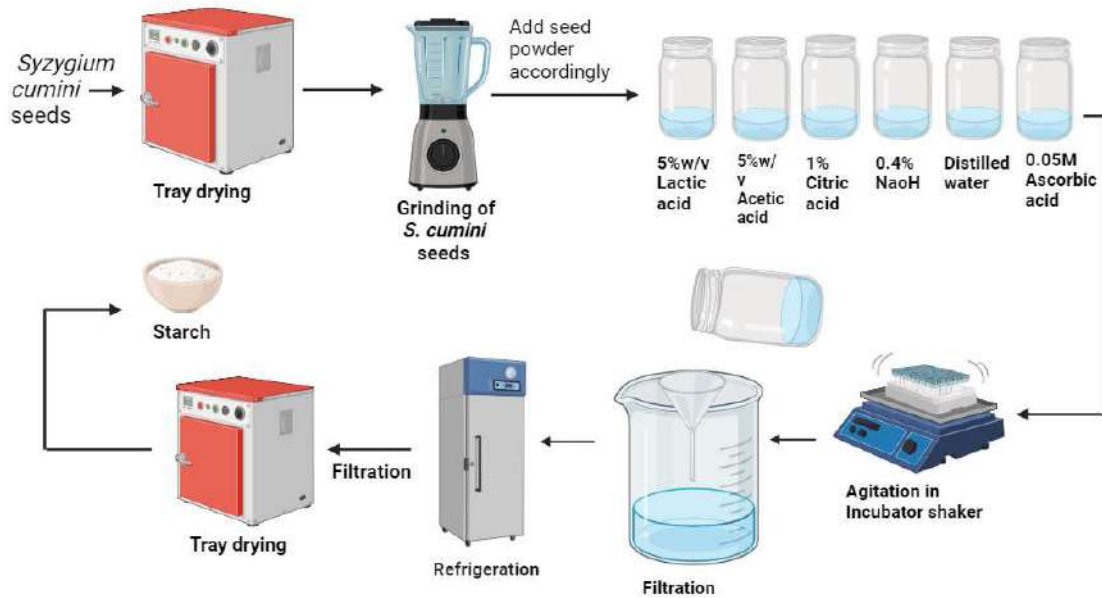 Syzygium
cumini
seeds
Tray drying
Grinding of
S. cumini
seeds
Add seed
powder
accordingly
5%w/v
Lactic
acid
5%w/
v
Acetic
acid
1%
Citric
acid
0.4%
NaoH
Distilled
water
0.05M
Ascorbic
acid
Agitation in
Incubator shaker
Filtration
Refrigeration
Filtration
Tray drying
Starch